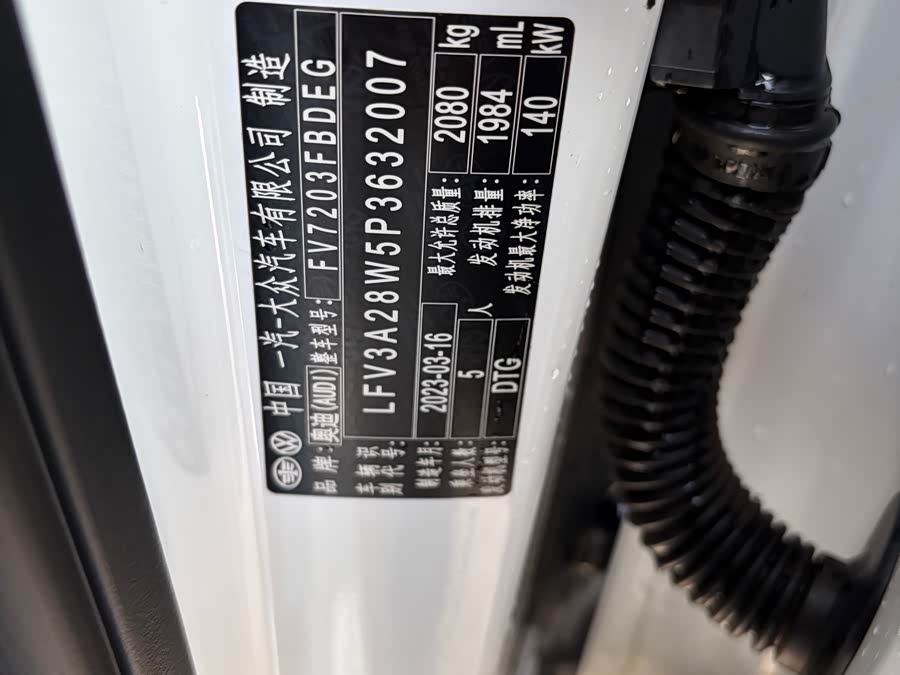 中国 一汽-大众汽车有限公司 制造
品牌: 奥迪(AUDI) 整车型号: FV7203FBDEG
车辆识别代号: LFV3A28W5P3632007
制造年月: 2023-03-16 最大允许总质量: 2080 kg
乘坐人数: 5 人 发动机排量: 1984 mL
发动机型号: DTG 发动机最大净功率: 140 kW